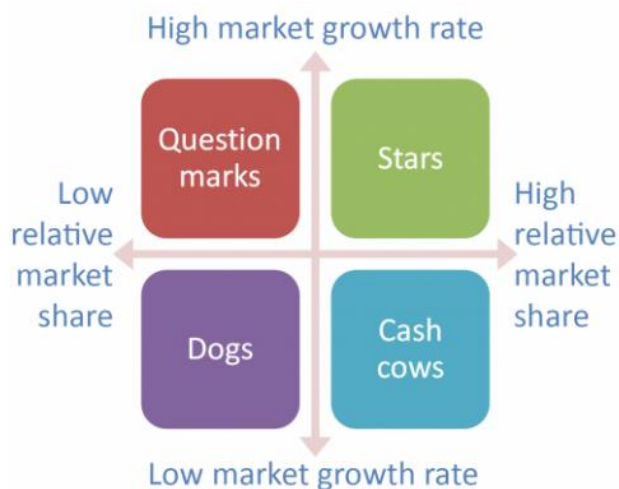 High market growth rate
Question
marks
Stars
Low
relative
market
share
High
relative
market
share
Dogs
Cash
cows
Low market growth rate